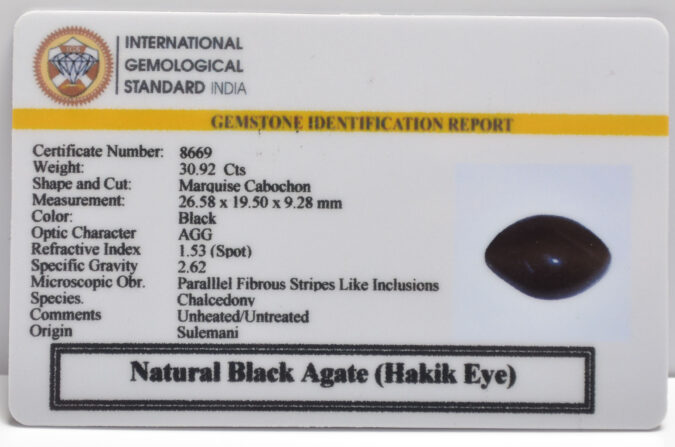 INTERNATIONAL
GEMOLOGICAL
STANDARD INDIA
GEMSTONE IDENTIFICATION REPORT
Certificate Number: 8669
Weight: 30.92 Cts
Shape and Cut: Marquise Cabochon
Measurement: 26.58 x 19.50 x 9.28 mm
Color: Black
Optic Character AGG
Refractive Index 1.53 (Spot)
Specific Gravity 2.62
Microscopic Obr. Paralllel Fibrous Stripes Like Inclusions
Species. Chalcedony
Comments Unheated/Untreated
Origin Sulemani
Natural Black Agate (Hakik Eye)